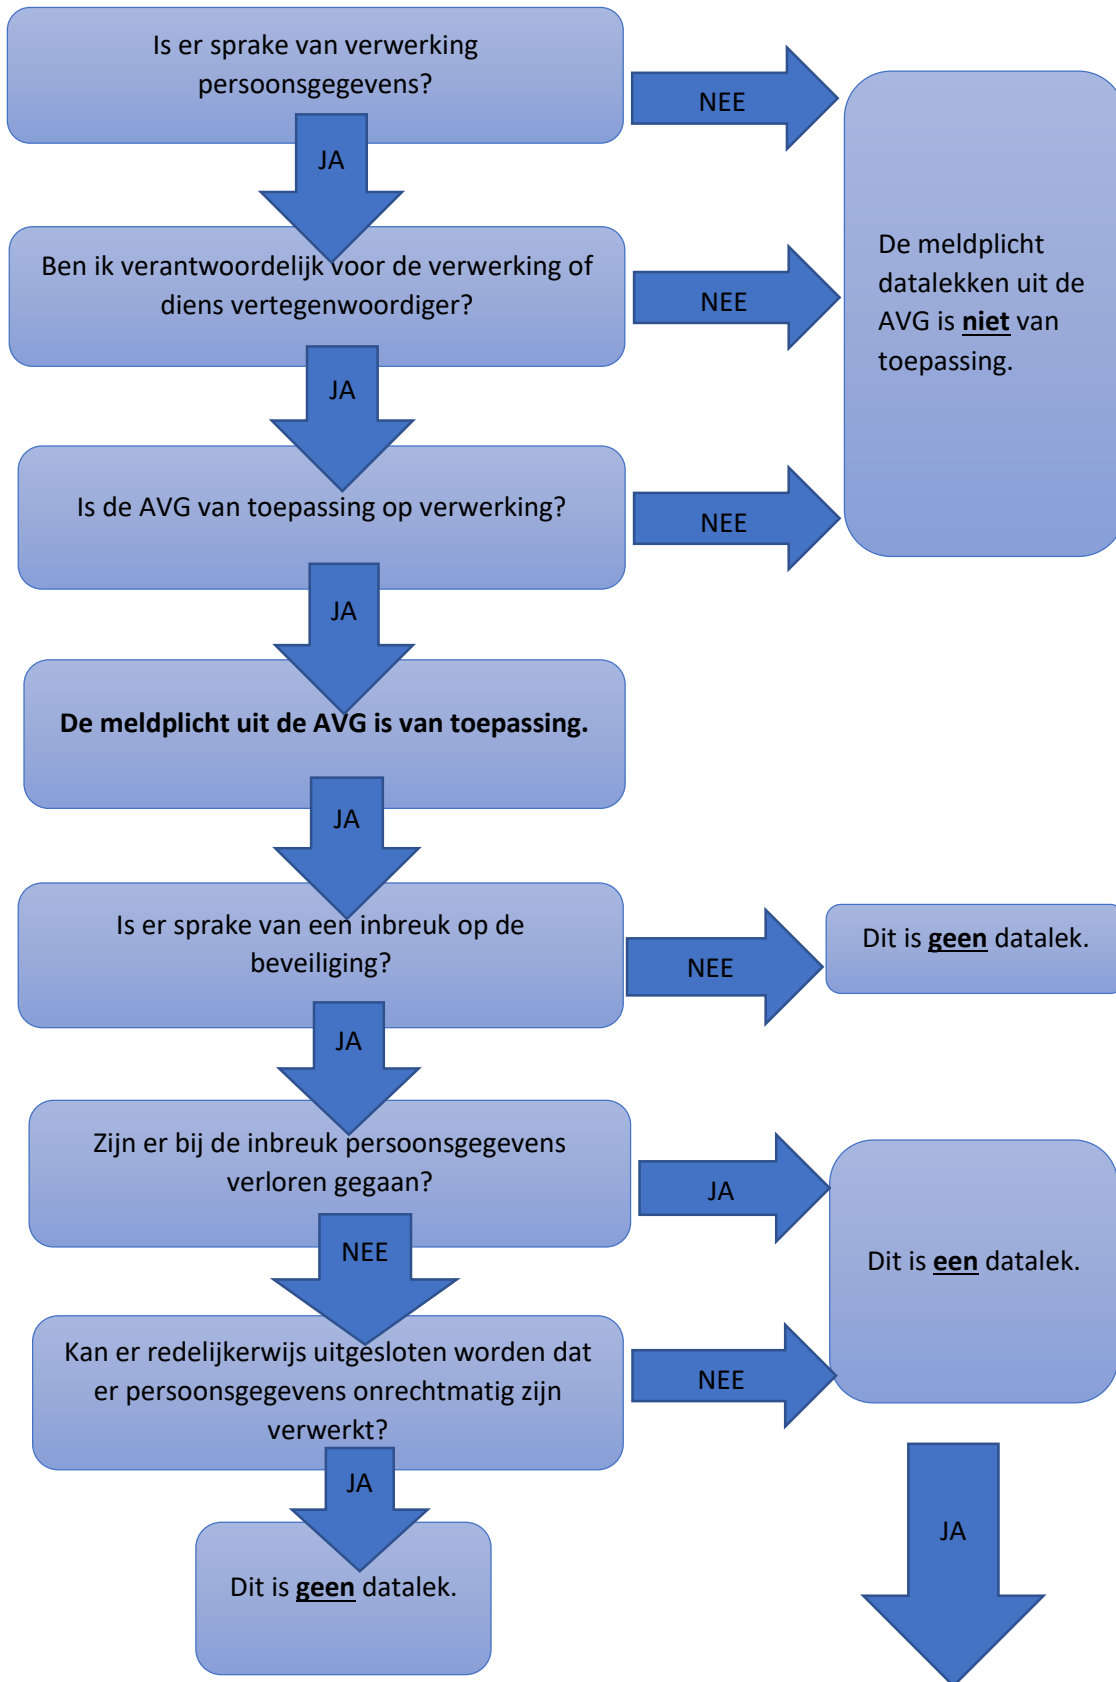 Is er sprake van verwerking
persoonsgegevens?
NEE
JA
Ben ik verantwoordelijk voor de verwerking of
diens vertegenwoordiger?
NEE
De meldplicht
datalekken uit de
AVG is niet van
toepassing.
JA
Is de AVG van toepassing op verwerking?
NEE
JA
De meldplicht uit de AVG is van toepassing.
JA
Is er sprake van een inbreuk op de
beveiliging?
NEE
Dit is geen datalek.
JA
Zijn er bij de inbreuk persoonsgegevens
verloren gegaan?
JA
Dit is een datalek.
NEE
Kan er redelijkerwijs uitgesloten worden dat
er persoonsgegevens onrechtmatig zijn
verwerkt?
NEE
JA
Dit is geen datalek.
JA